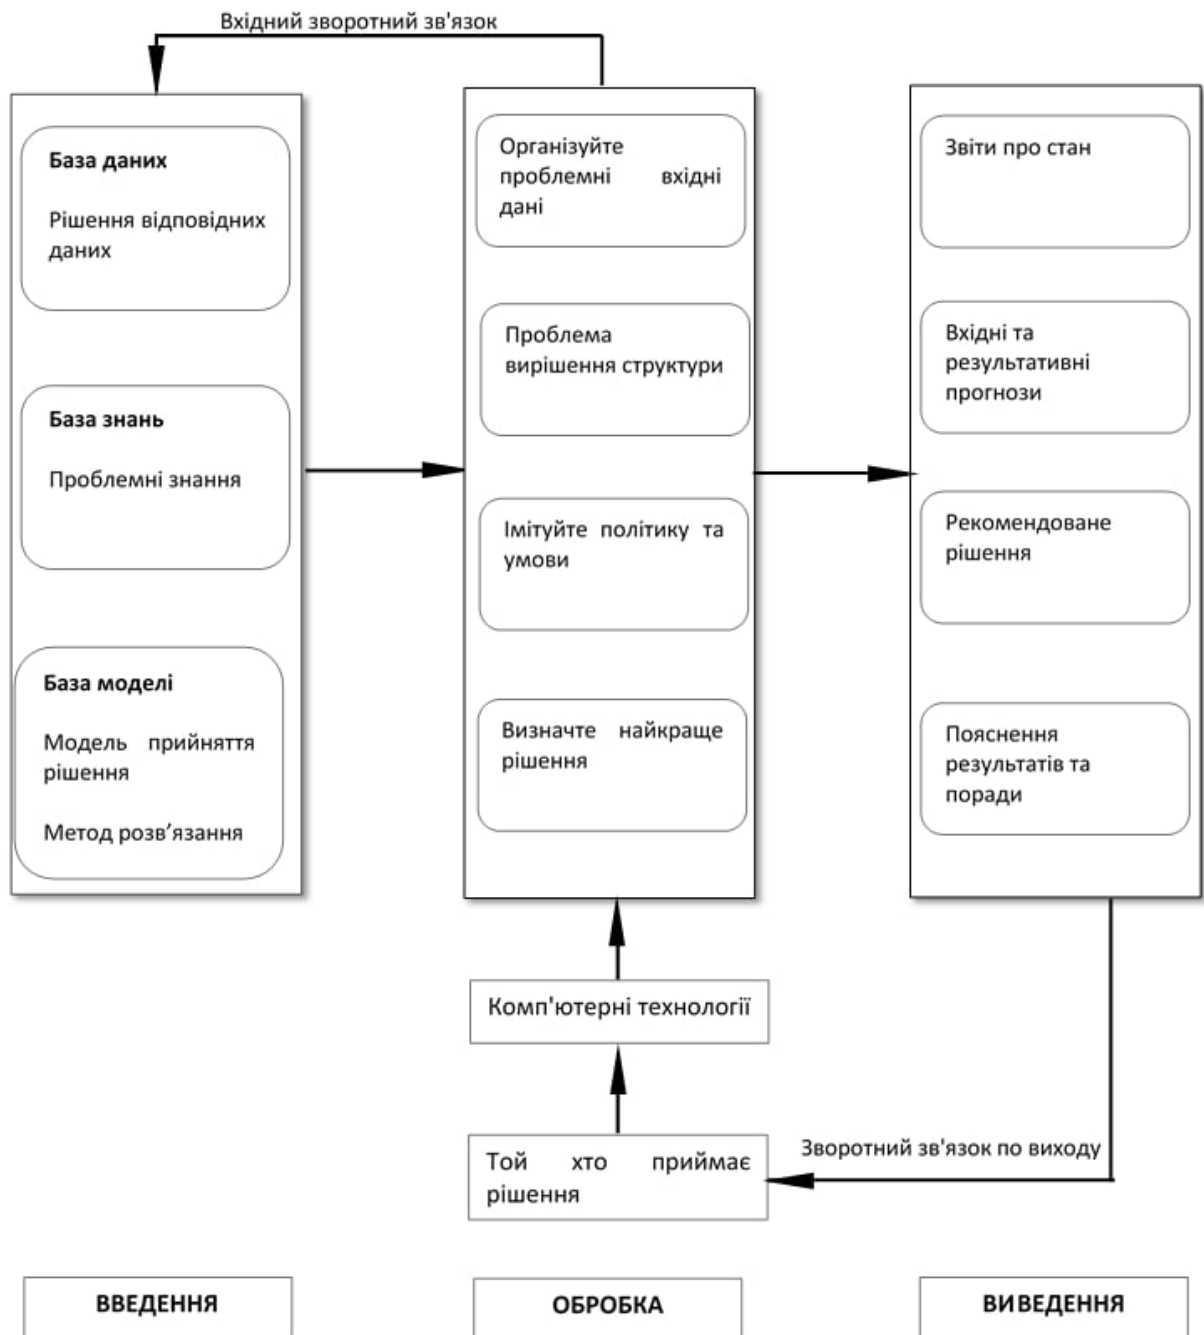 Вхідний зворотний зв'язок
База даних
Рішення відповідних
даних
База знань
Проблемні знання
База моделі
Модель прийняття
рішення
Метод розв’язання
Організуйте
проблемні вхідні
дані
Проблема
вирішення структури
Імітуйте політику та
умови
Визначте найкраще
рішення
Звіти про стан
Вхідні та
результативні
прогнози
Рекомендоване
рішення
Пояснення
результатів та
поради
Комп'ютерні технології
Той хто приймає
рішення
Зворотний зв'язок по виходу
ВВЕДЕННЯ
ОБРОБКА
ВИВЕДЕННЯ